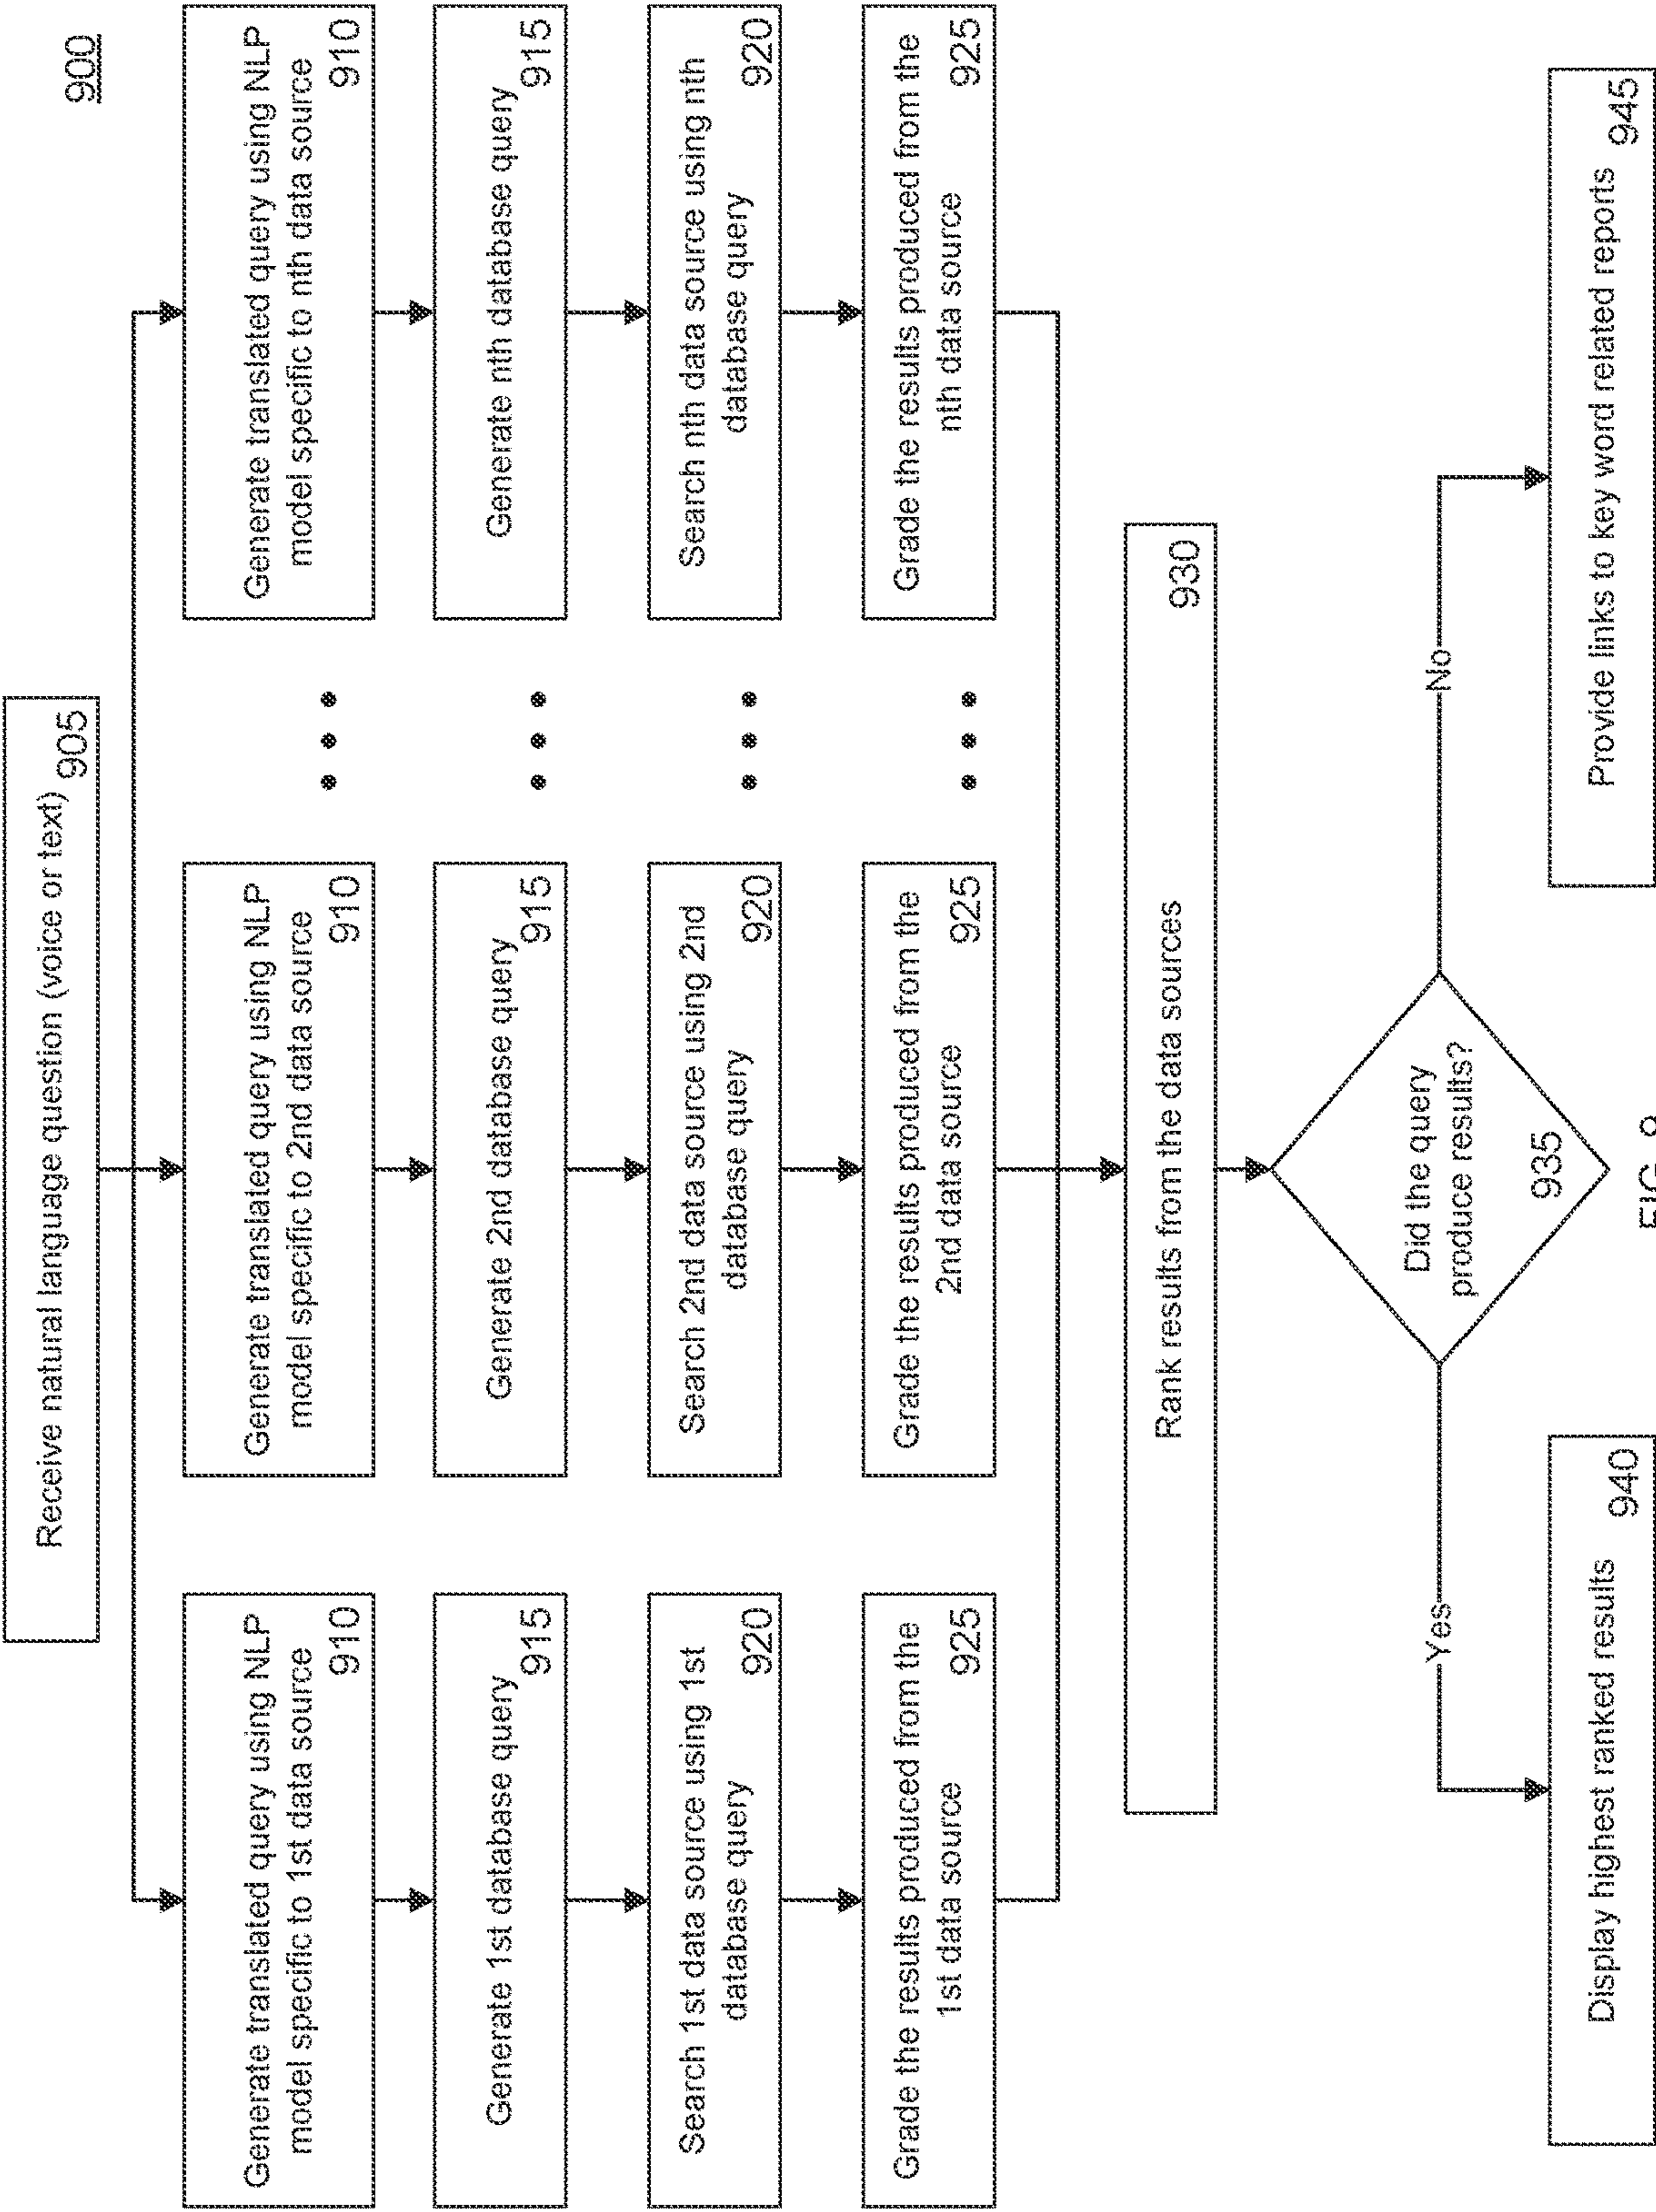 900
Receive natural language question (voice or text)
905
Generate translated query using NLP
model specific to 1st data source
910
Generate translated query using NLP
model specific to 2nd data source
910
Generate translated query using NLP
model specific to nth data source
910
Generate 1st database query
915
Generate 2nd database query
915
Generate nth database query
915
Search 1st data source using 1st
database query
920
Search 2nd data source using 2nd
database query
920
Search nth data source using nth
database query
920
Grade the results produced from the
1st data source
925
Grade the results produced from the
2nd data source
925
Grade the results produced from the
nth data source
925
Rank results from the data sources
930
Did the query
produce results?
935
Yes
No
Display highest ranked results
940
Provide links to key word related reports
945
FIG.